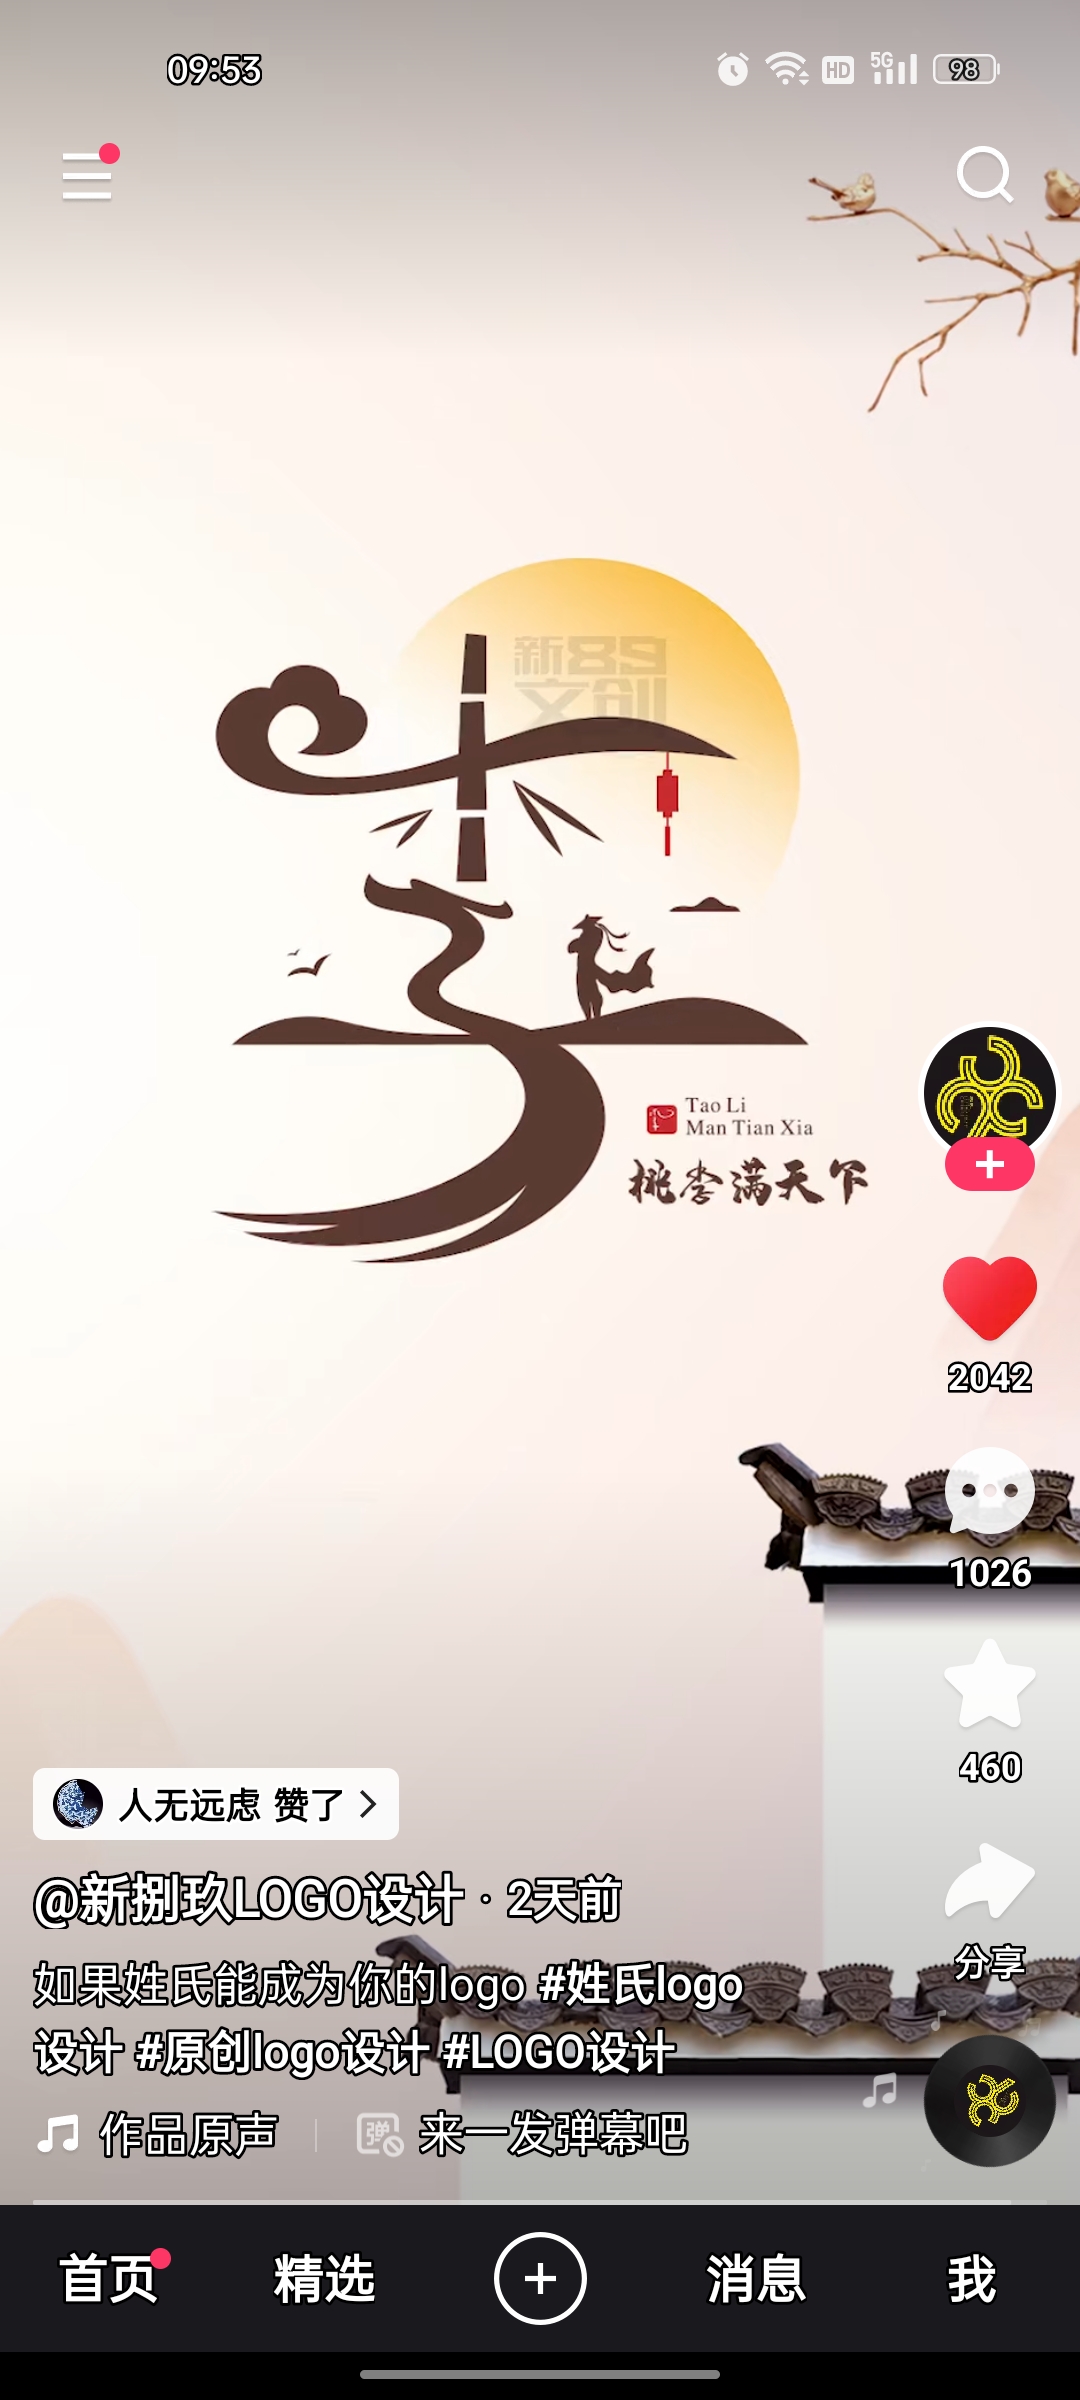 09:53
HD
5G
98
新89
文创
李
Tao Li
Man Tian Xia
桃李满天下
2042
1026
460
分享
人无远虑 赞了
@新捌玖LOGO设计 · 2天前
如果姓氏能成为你的logo #姓氏logo
设计 #原创logo设计 #LOGO设计
作品原声
弹
来一发弹幕吧
首页
精选
消息
我